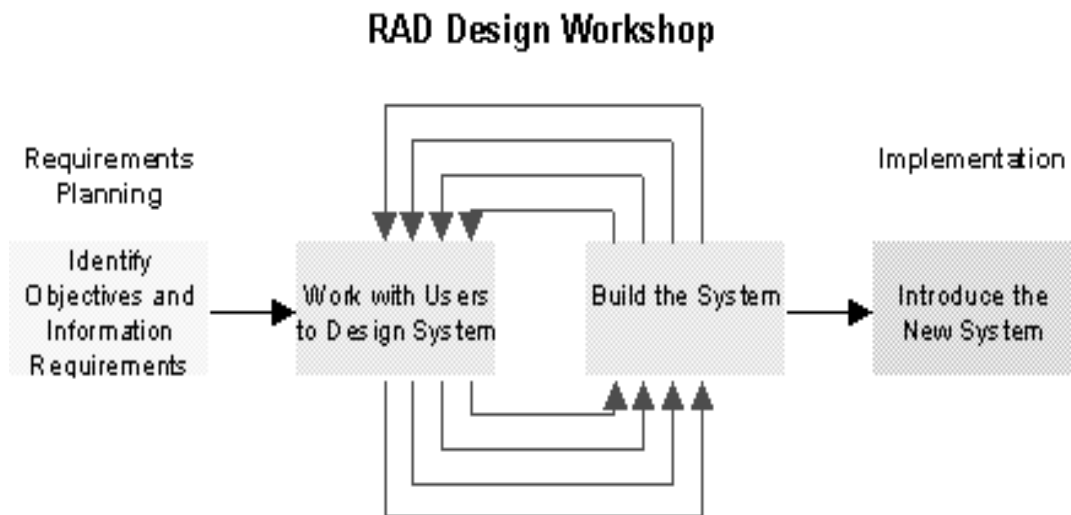 RAD Design Workshop
Requirements
Planning
Implementation
Identify
Objectives and
Information
Requirements
Work with Users
to Design System
Build the System
Introduce the
New System